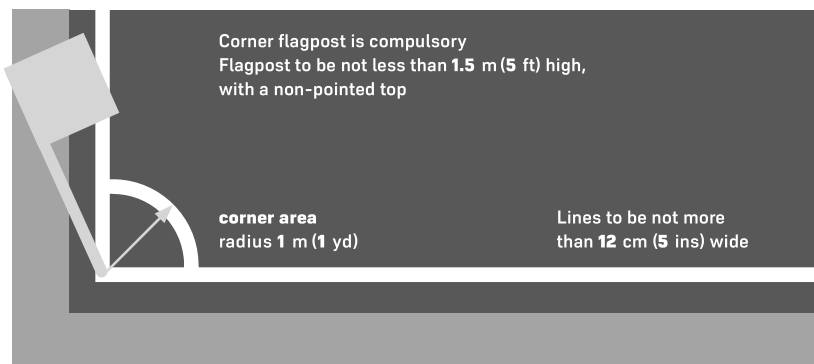 Corner flagpost is compulsory
Flagpost to be not less than 1.5 m (5 ft) high,
with a non-pointed top
corner area
radius 1 m (1 yd)
Lines to be not more
than 12 cm (5 ins) wide